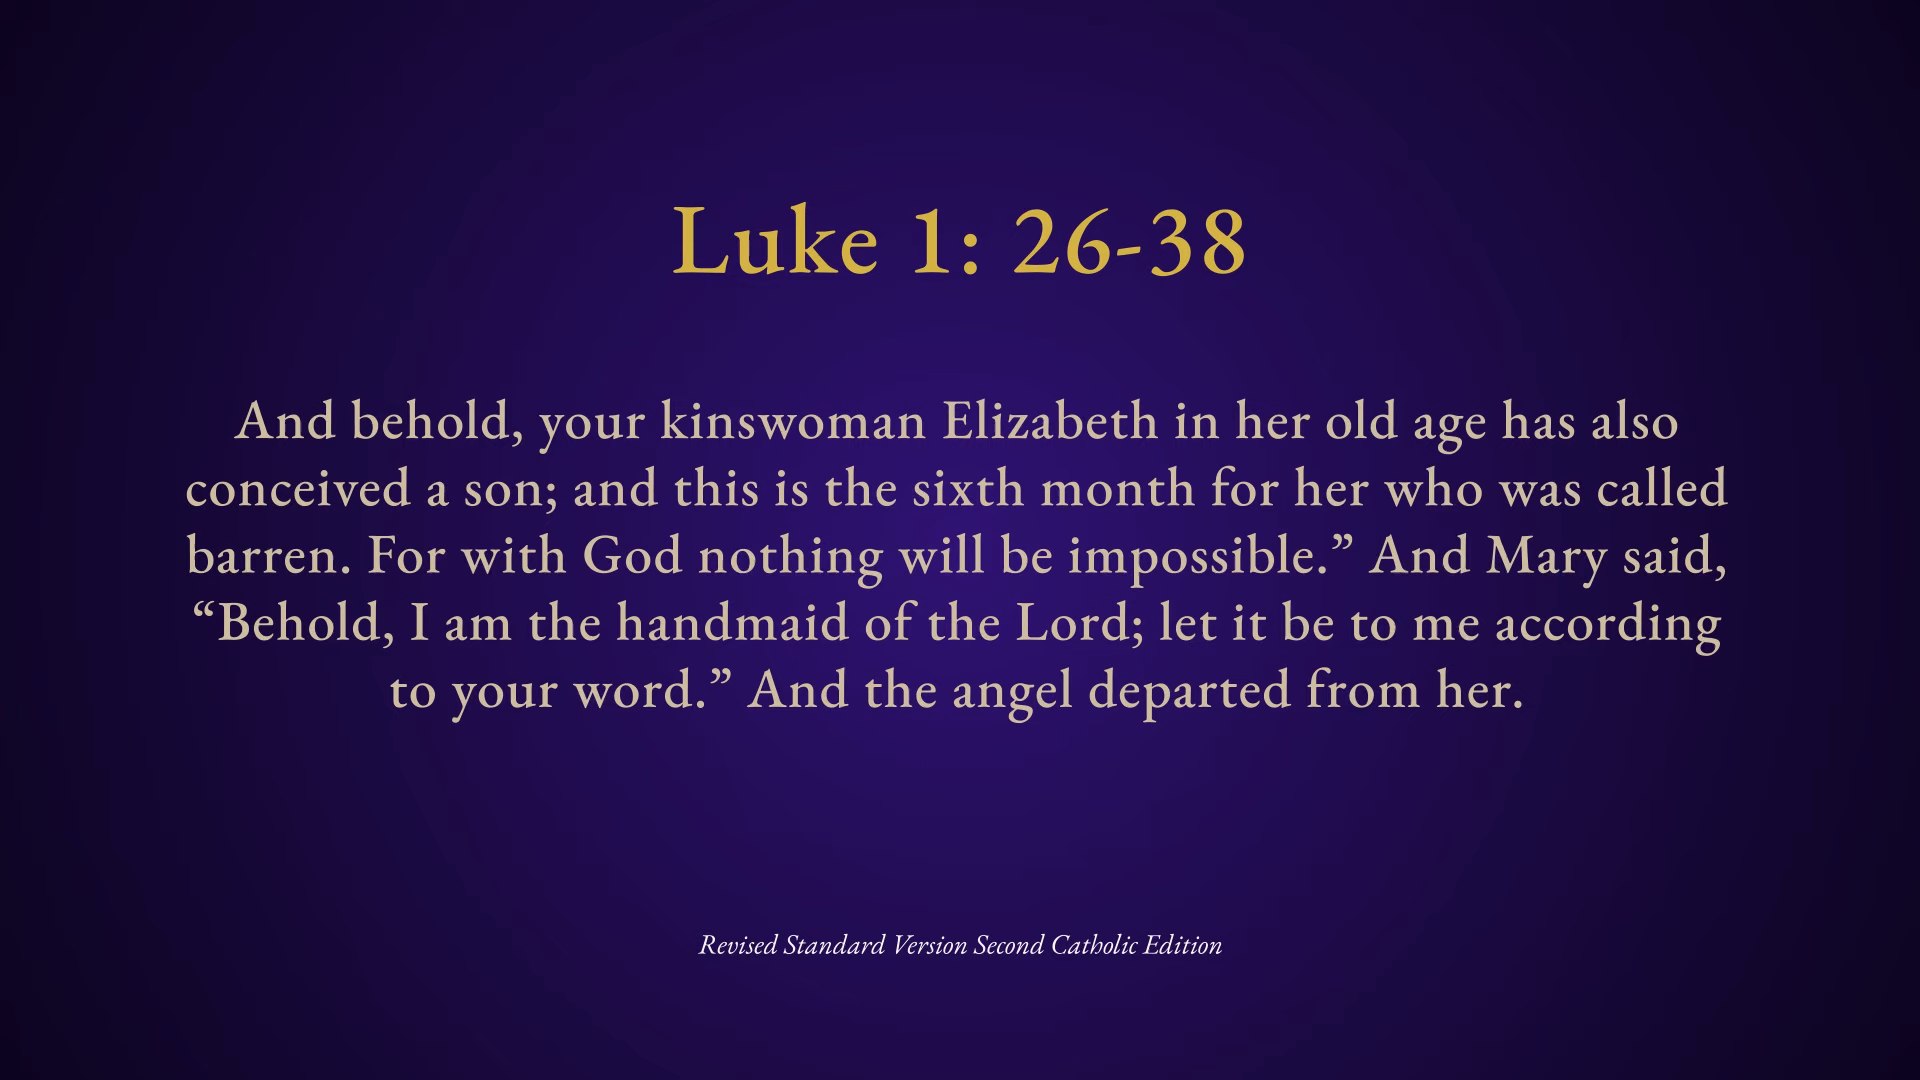 Luke 1: 26-38
And behold, your kinswoman Elizabeth in her old age has also
conceived a son; and this is the sixth month for her who was called
barren. For with God nothing will be impossible.” And Mary said,
“Behold, I am the handmaid of the Lord; let it be to me according
to your word.” And the angel departed from her.
Revised Standard Version Second Catholic Edition